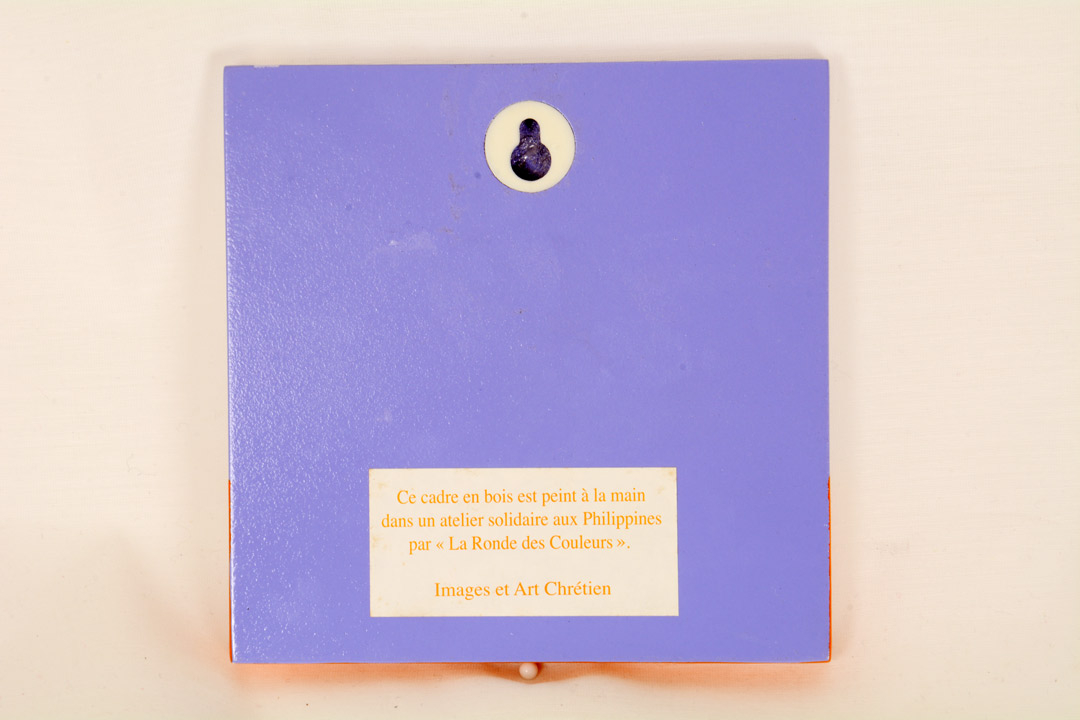 Ce cadre en bois est peint à la main
dans un atelier solidaire aux Philippines
par « La Ronde des Couleurs ».
Images et Art Chrétien